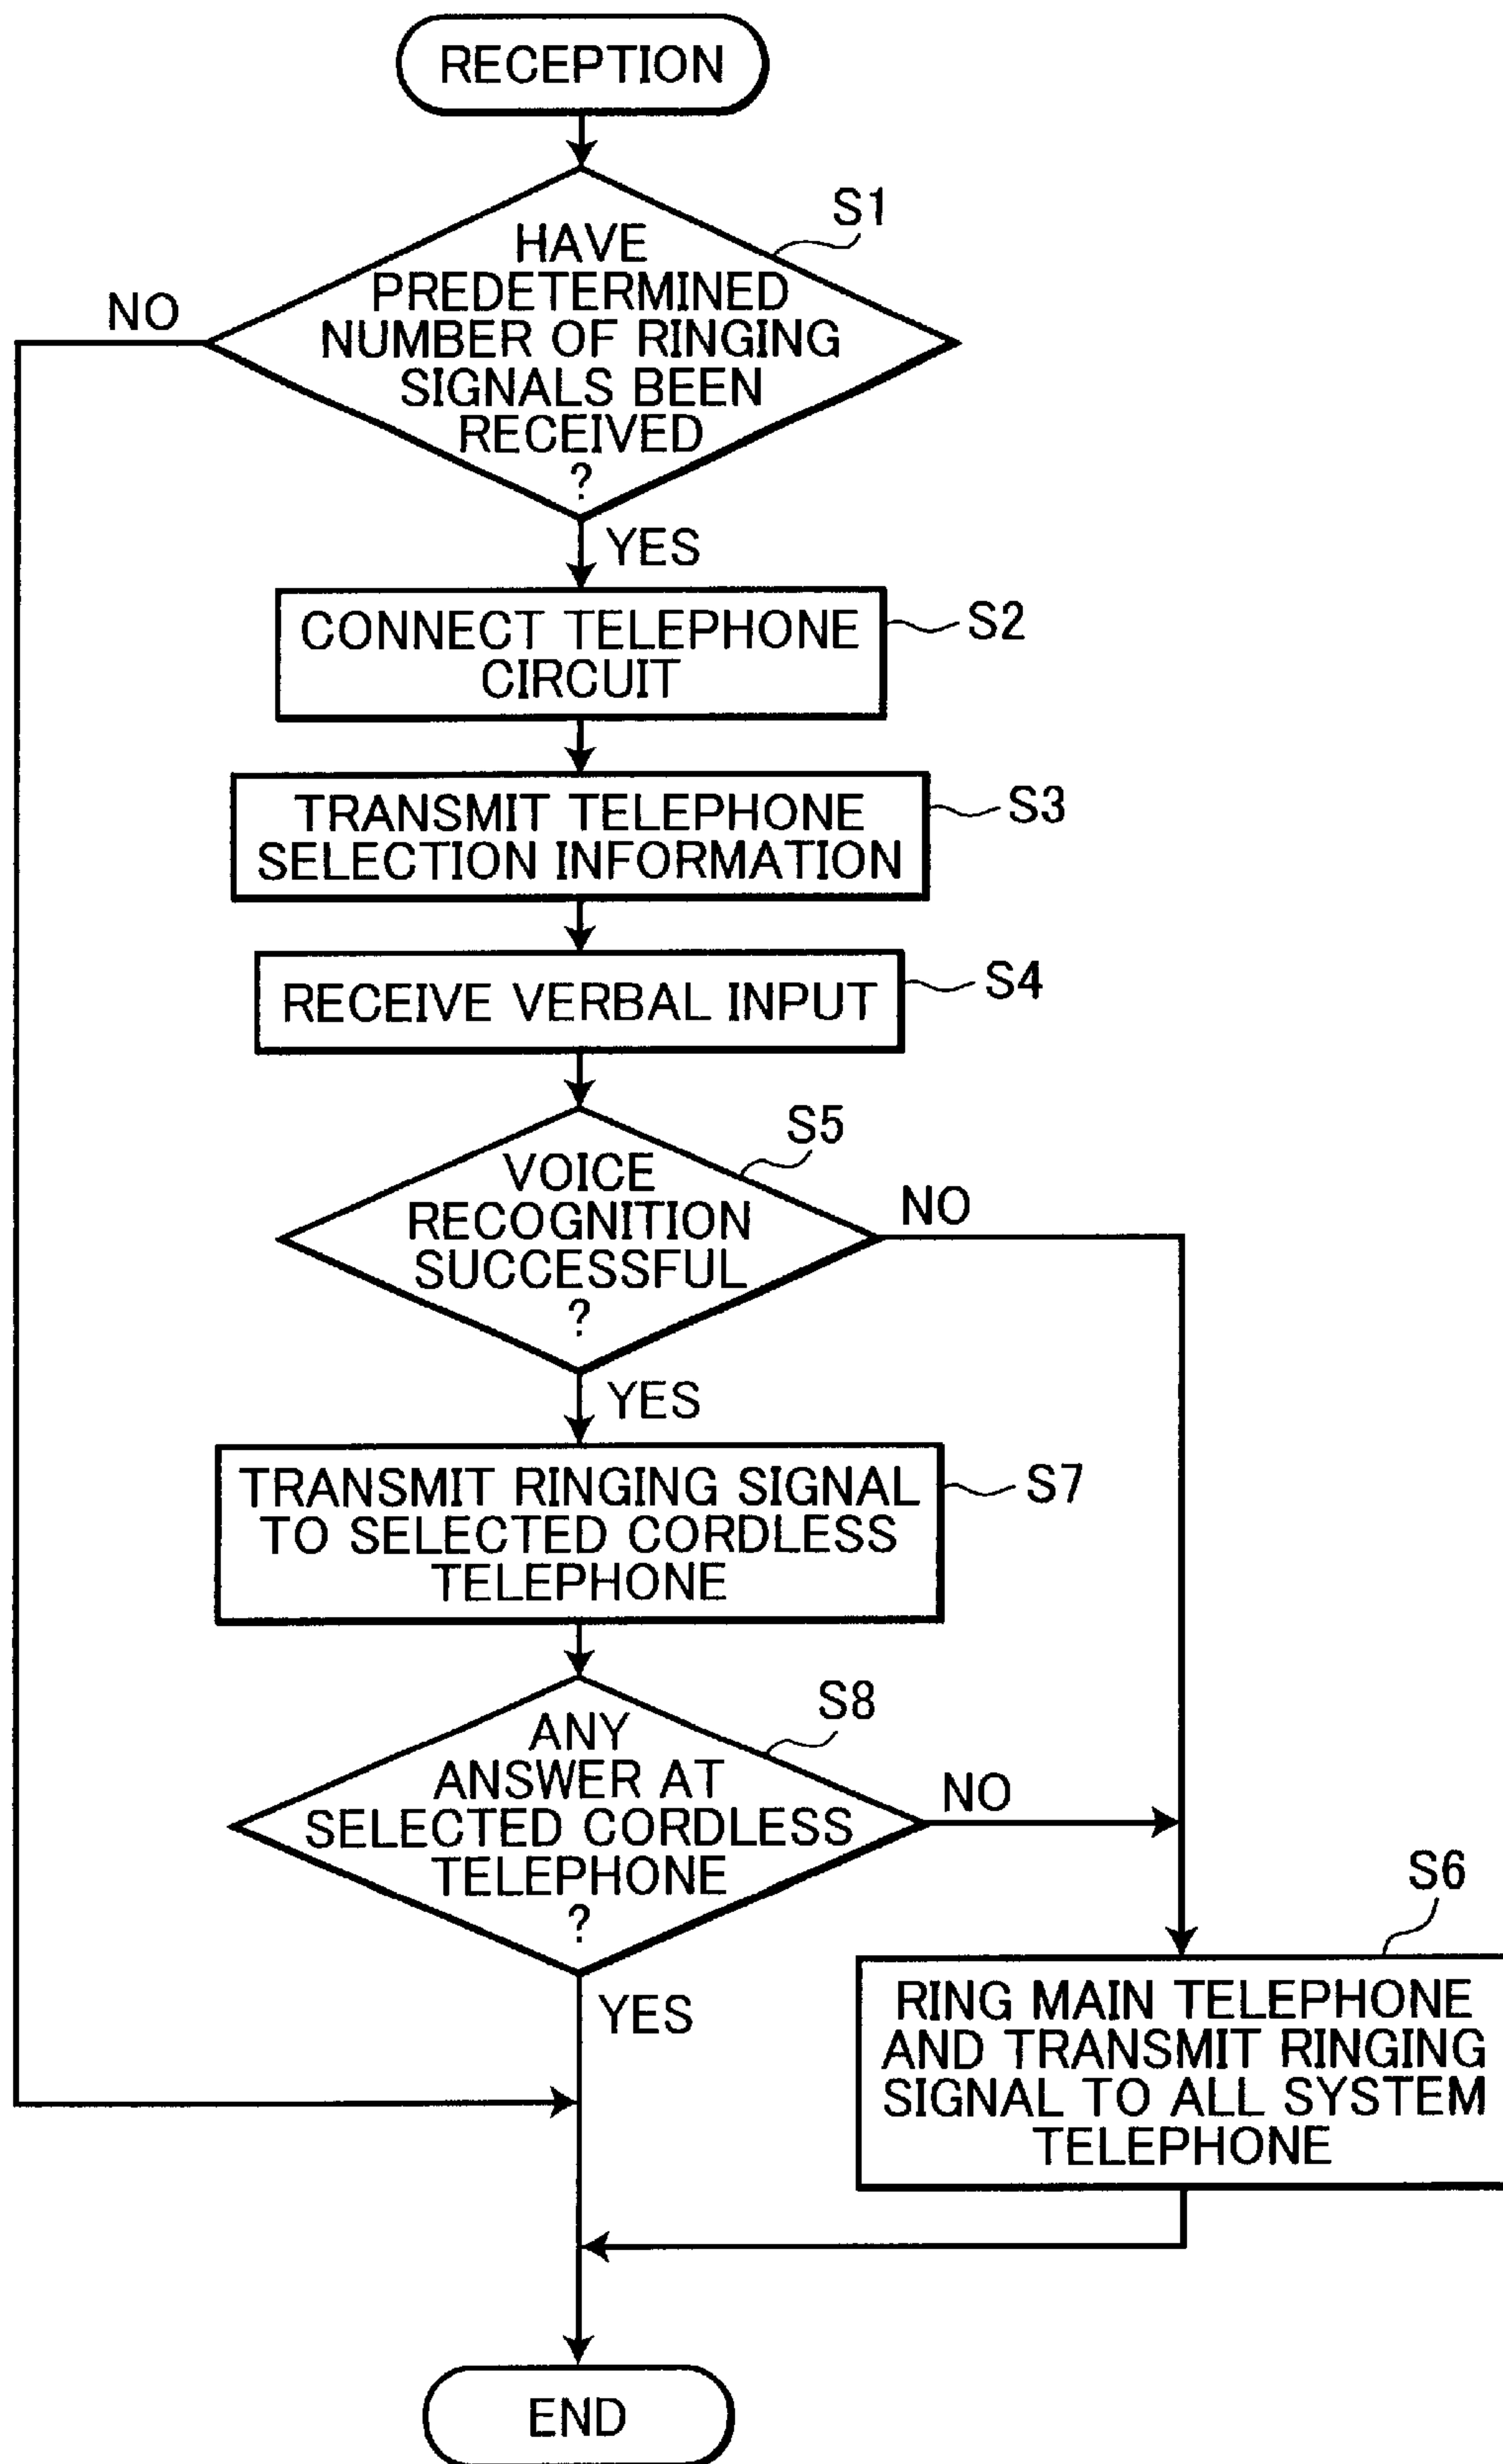 RECEPTION
S1
HAVE
PREDETERMINED
NUMBER OF RINGING
SIGNALS BEEN
RECEIVED
?
NO
YES
CONNECT TELEPHONE
CIRCUIT
S2
TRANSMIT TELEPHONE
SELECTION INFORMATION
S3
RECEIVE VERBAL INPUT
S4
S5
VOICE
RECOGNITION
SUCCESSFUL
?
NO
YES
TRANSMIT RINGING SIGNAL
TO SELECTED CORDLESS
TELEPHONE
S7
S8
ANY
ANSWER AT
SELECTED CORDLESS
TELEPHONE
?
NO
YES
S6
RING MAIN TELEPHONE
AND TRANSMIT RINGING
SIGNAL TO ALL SYSTEM
TELEPHONE
END